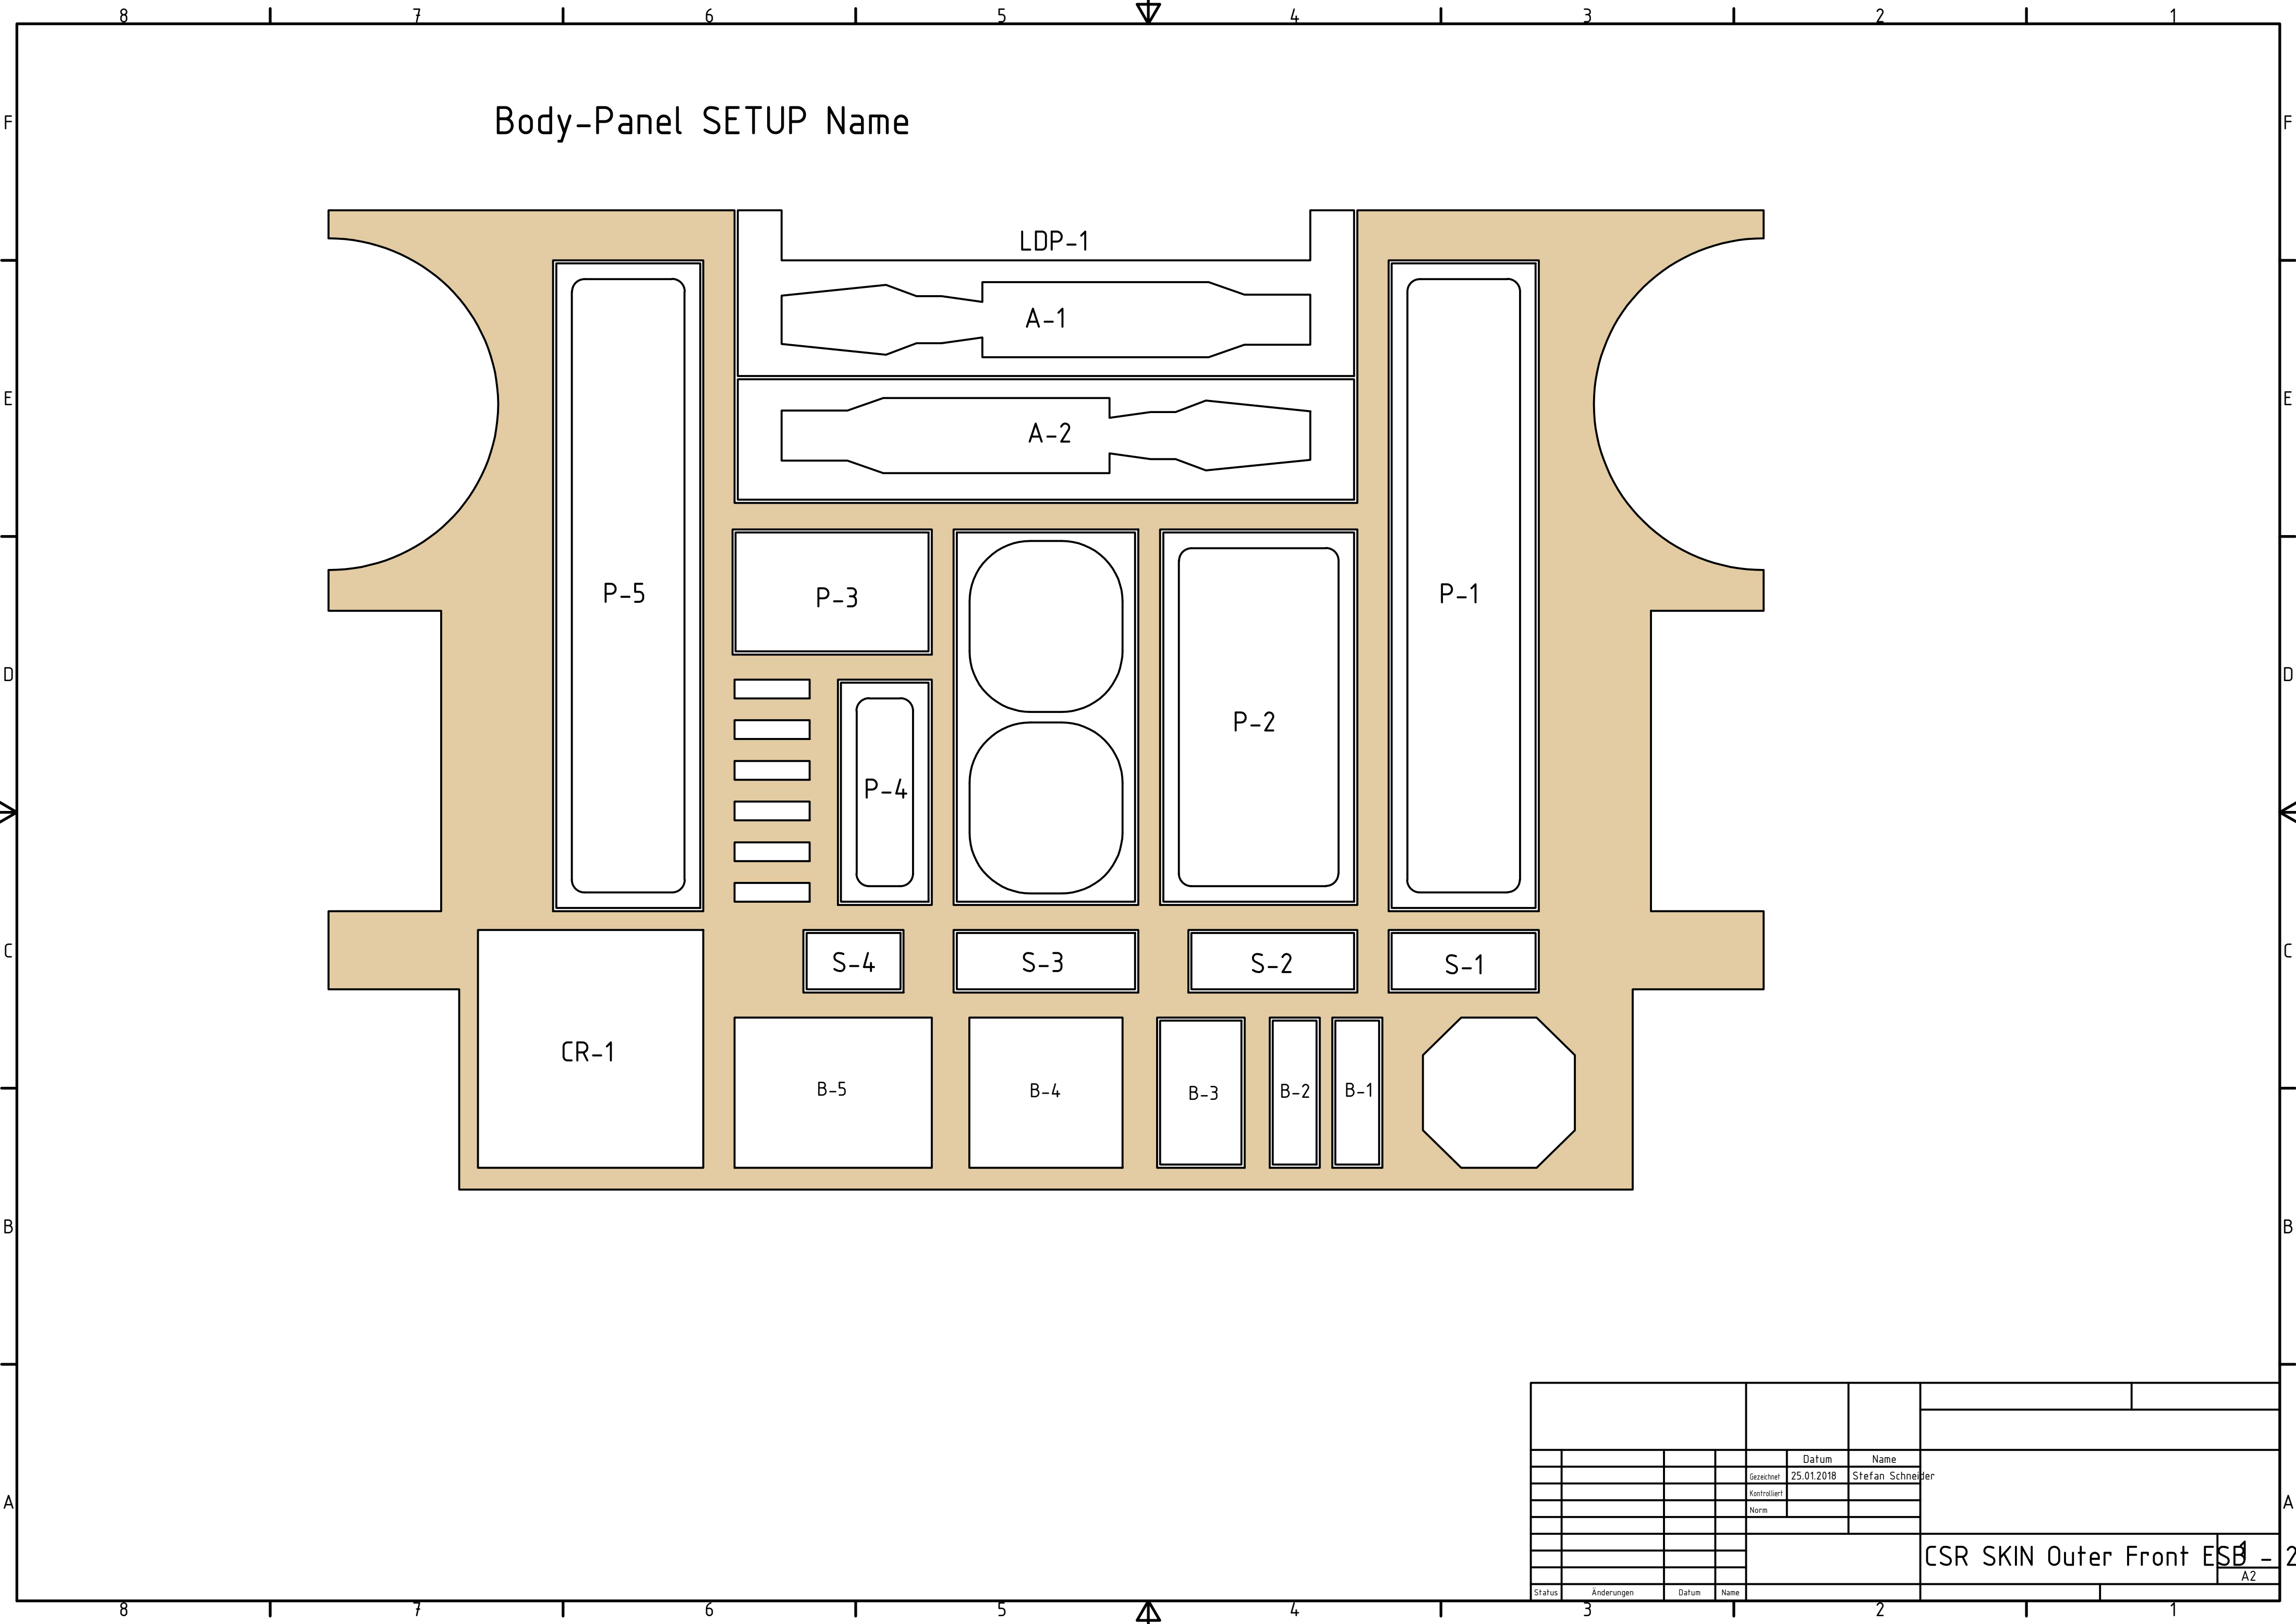 8 7 6 5 4 3 2 1
F F
Body-Panel SETUP Name
LDP-1
A-1
E E
A-2
P-5 P-3 P-1
D D
P-2
P-4
C S-4 S-3 S-2 S-1 C
CR-1
B-5 B-4 B-3 B-2 B-1
B B
Datum Name
Gezeichnet 25.01.2018 Stefan Schneider
Kontrolliert
A A
Norm
CSR SKIN Outer Front ESB - 2
1
A2
Status Änderungen Datum Name
8 7 6 5 4 3 2 1